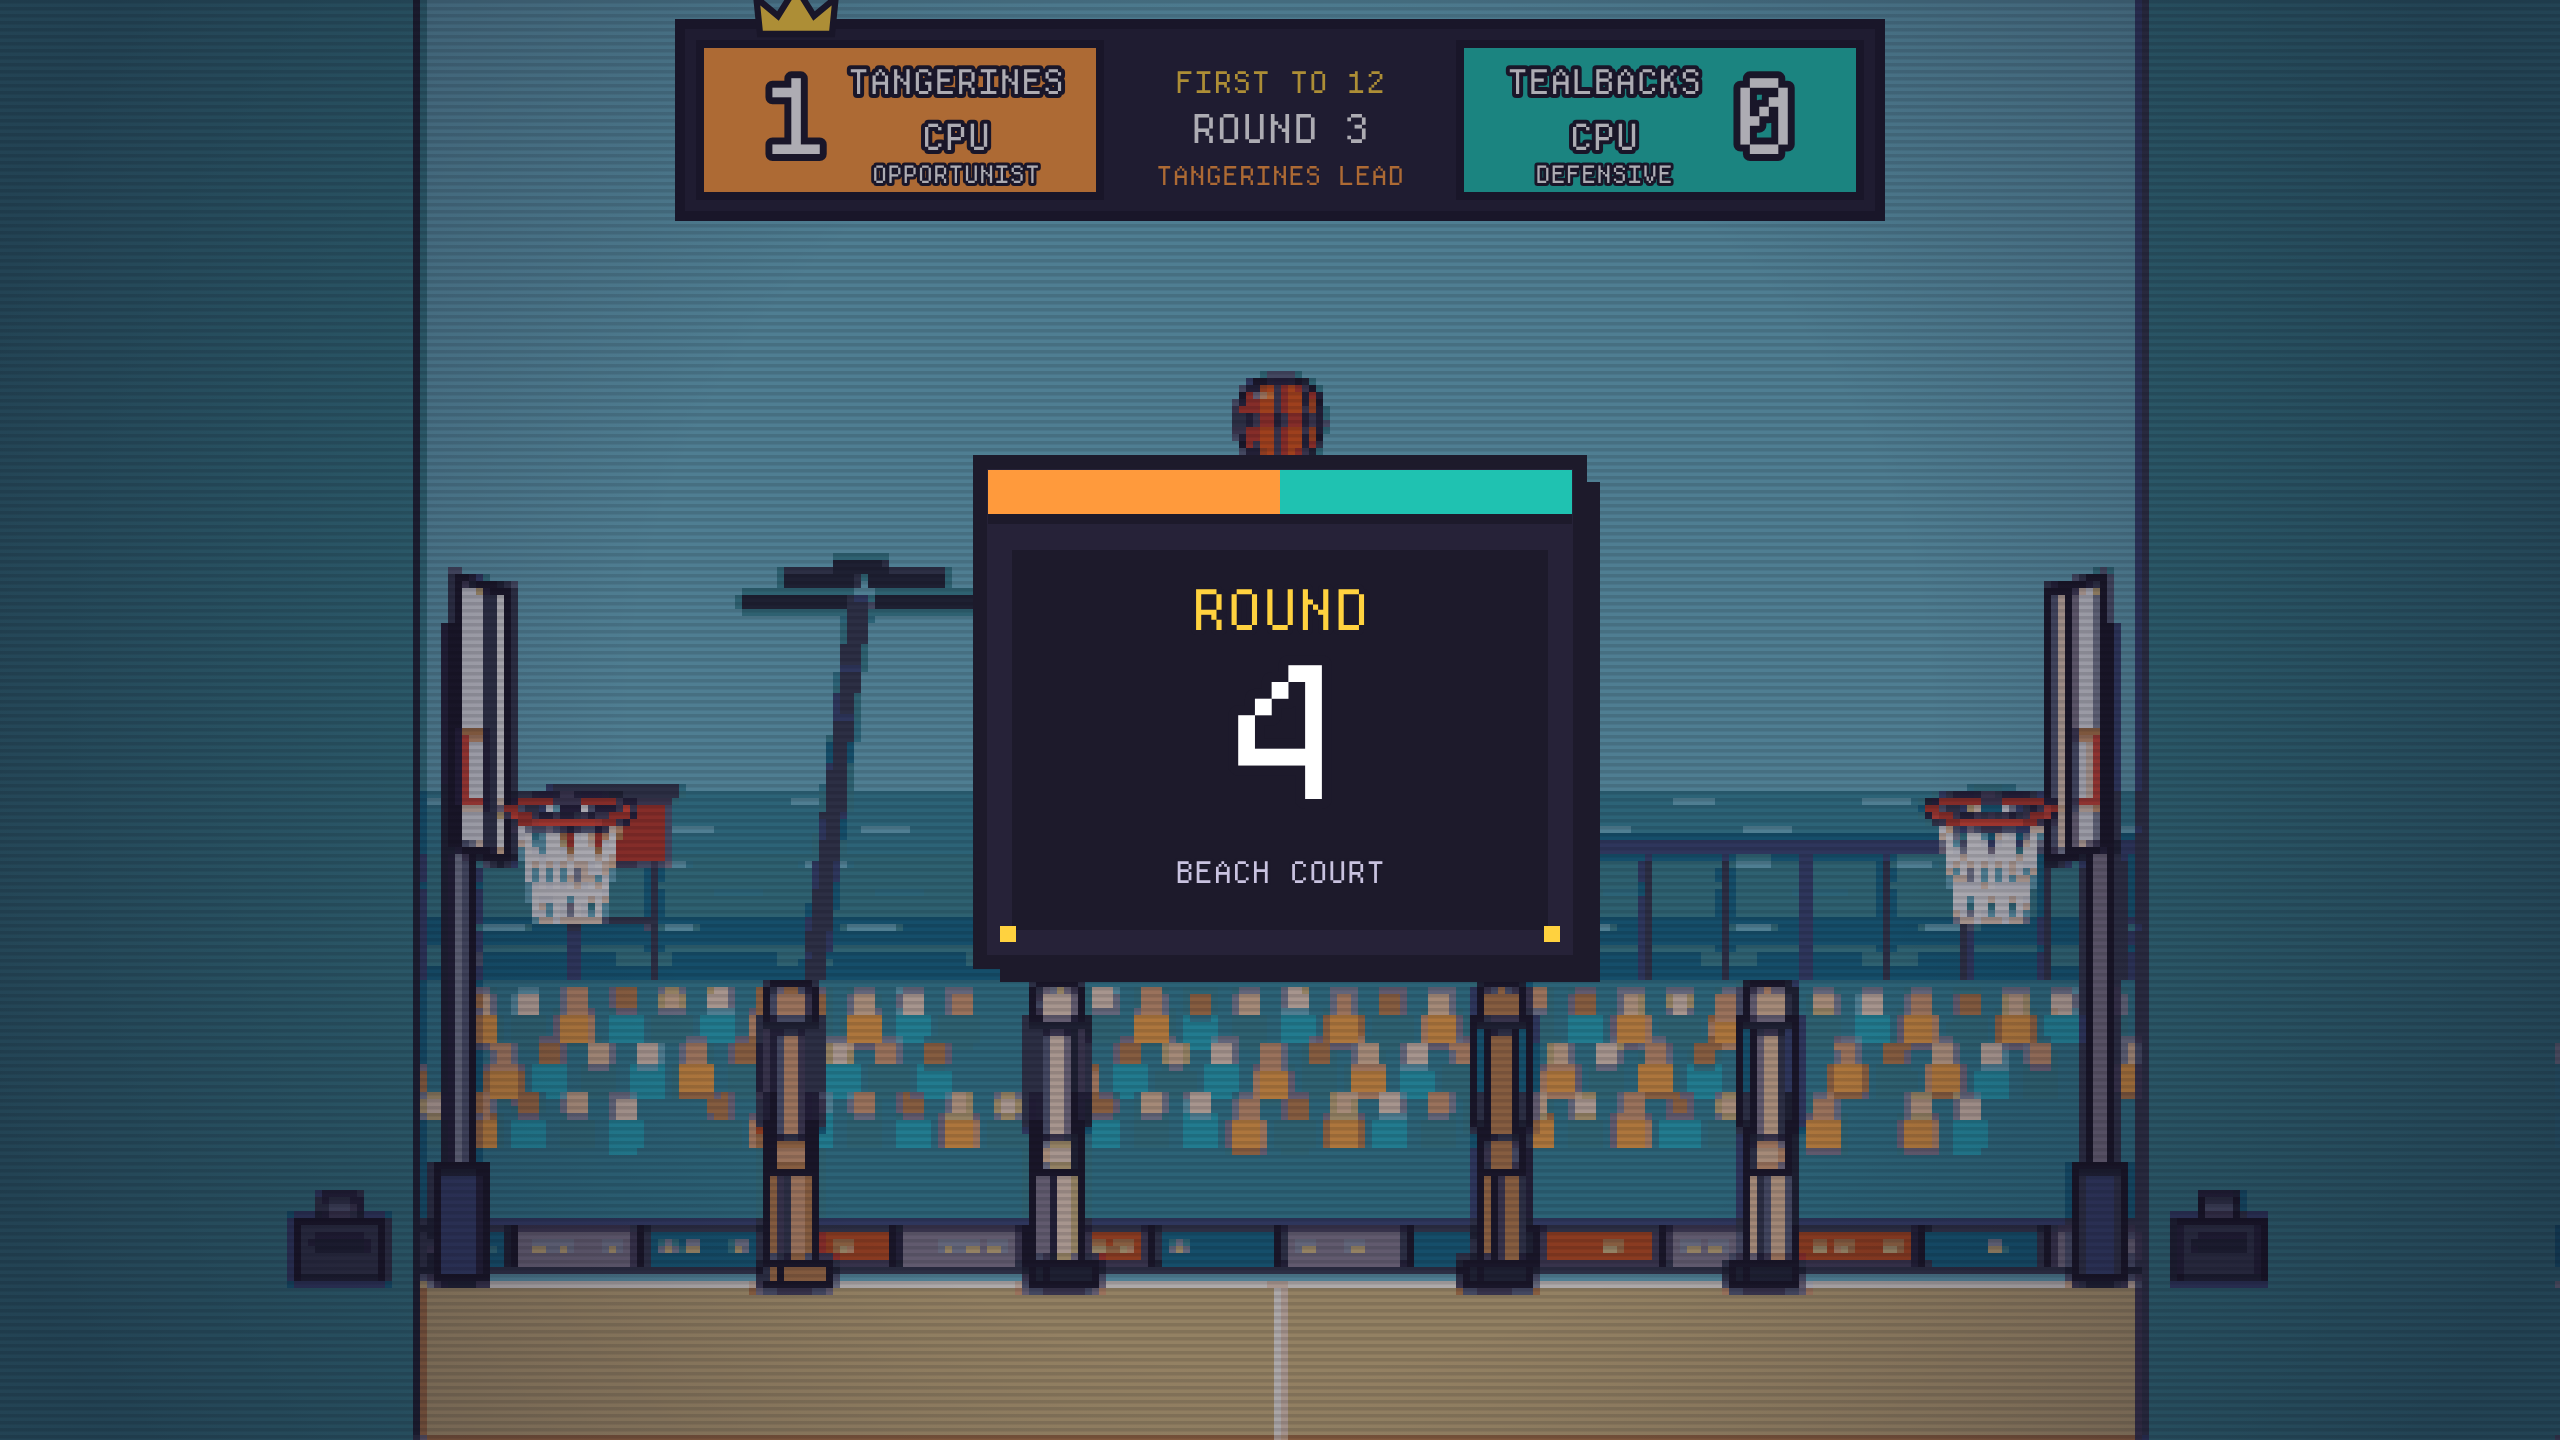 1
TANGERINES
CPU
OPPORTUNIST
FIRST TO 12
ROUND 3
TANGERINES LEAD
TEALBACKS
CPU
DEFENSIVE
0
ROUND
4
BEACH COURT